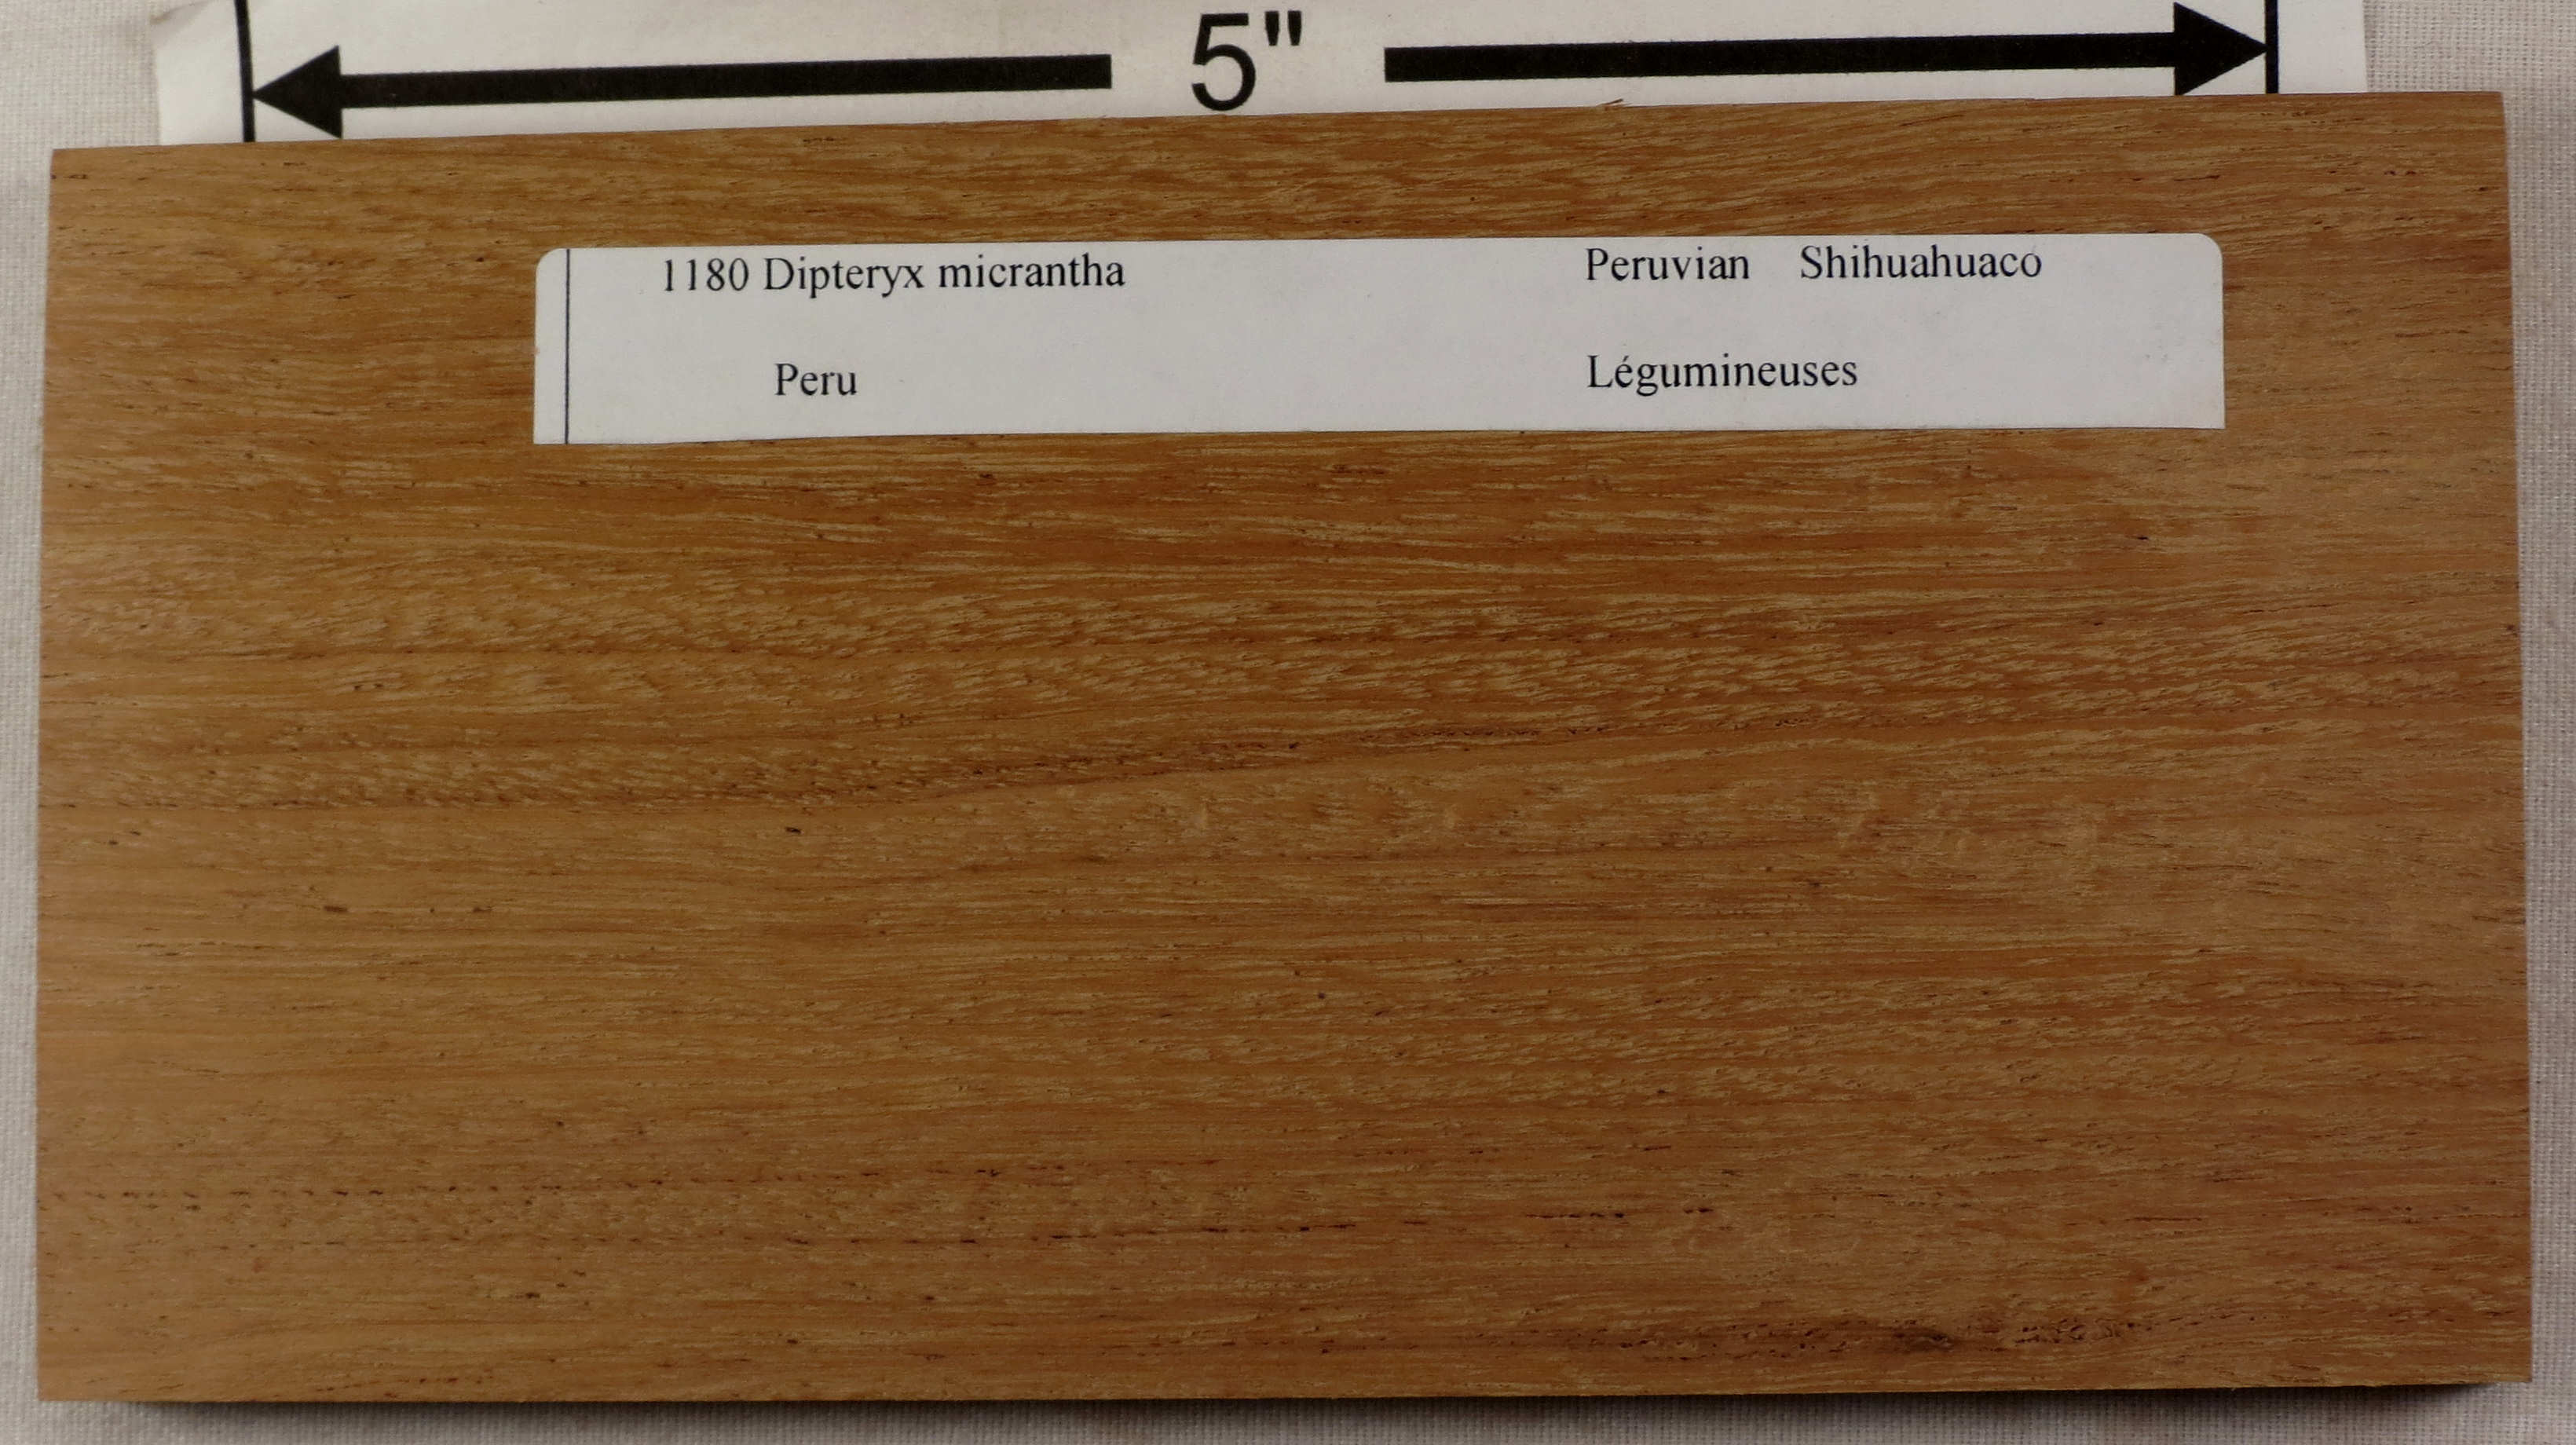 5"
1180 Dipteryx micrantha Peruvian Shihuahuaco
Peru Légumineuses